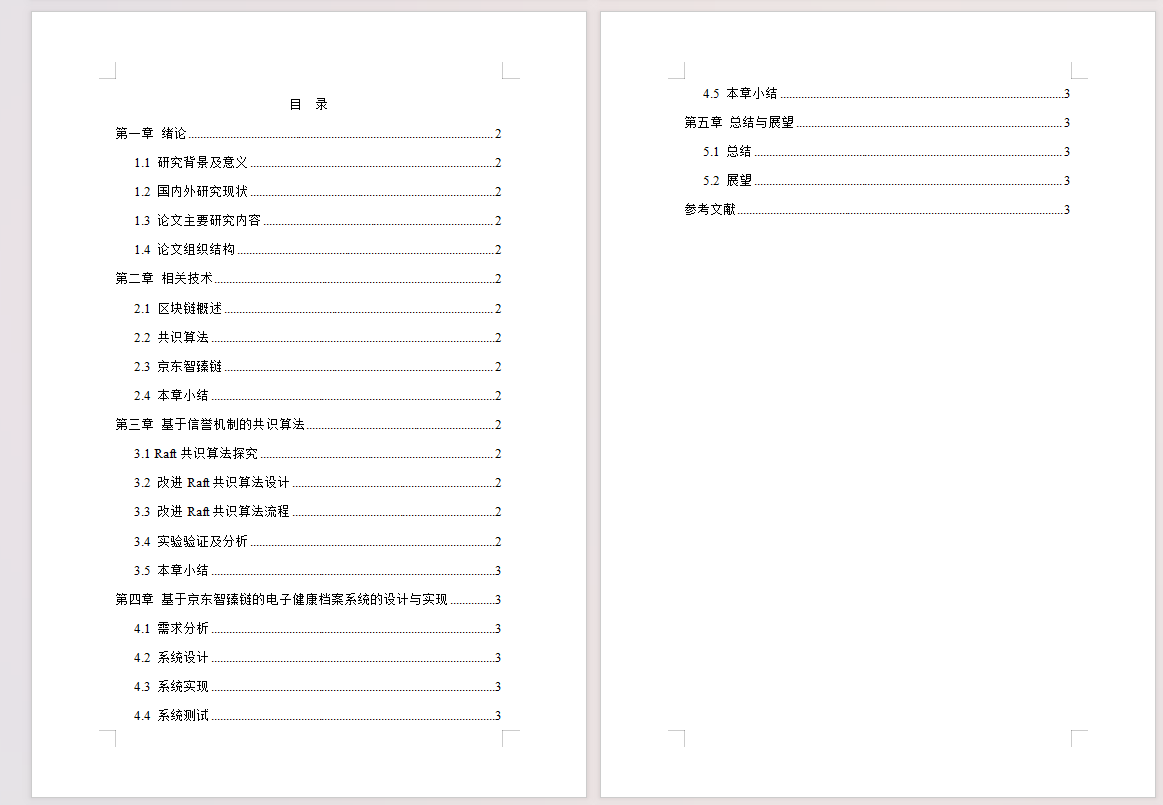 目 录
第一章 绪论 2
1.1 研究背景及意义 2
1.2 国内外研究现状 2
1.3 论文主要研究内容 2
1.4 论文组织结构 2
第二章 相关技术 2
2.1 区块链概述 2
2.2 共识算法 2
2.3 京东智臻链 2
2.4 本章小结 2
第三章 基于信誉机制的共识算法 2
3.1 Raft 共识算法探究 2
3.2 改进 Raft 共识算法设计 2
3.3 改进 Raft 共识算法流程 2
3.4 实验验证及分析 2
3.5 本章小结 3
第四章 基于京东智臻链的电子健康档案系统的设计与实现 3
4.1 需求分析 3
4.2 系统设计 3
4.3 系统实现 3
4.4 系统测试 3
4.5 本章小结 3
第五章 总结与展望 3
5.1 总结 3
5.2 展望 3
参考文献 3